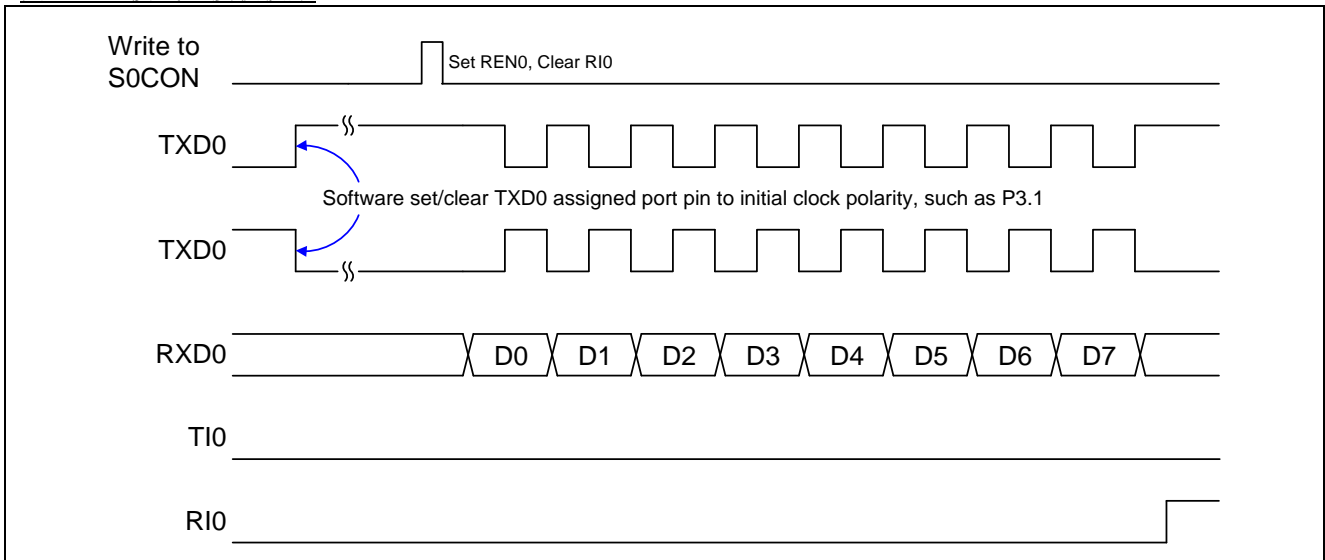 Write to
S0CON
Set REN0, Clear RI0
TXD0
Software set/clear TXD0 assigned port pin to initial clock polarity, such as P3.1
TXD0
RXD0
D0 D1 D2 D3 D4 D5 D6 D7
TI0
RI0